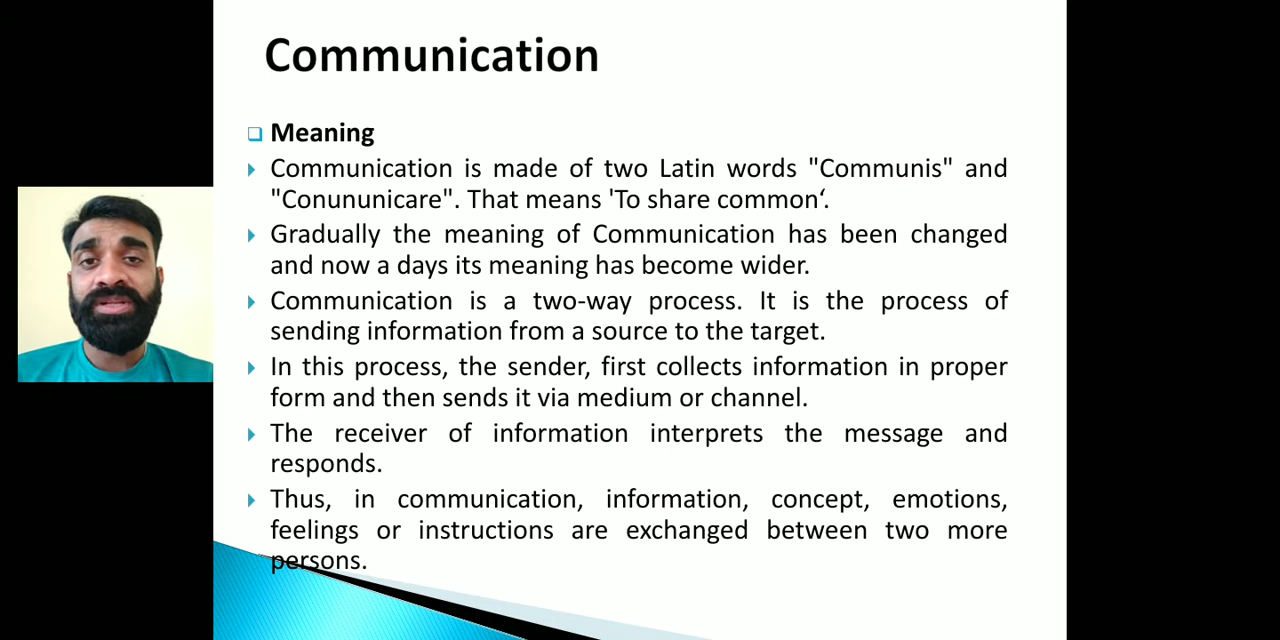 Communication
Meaning
Communication is made of two Latin words "Communis" and
"Conununicare". That means 'To share common‘.
Gradually the meaning of Communication has been changed
and now a days its meaning has become wider.
Communication is a two-way process. It is the process of
sending information from a source to the target.
In this process, the sender, first collects information in proper
form and then sends it via medium or channel.
The receiver of information interprets the message and
responds.
Thus, in communication, information, concept, emotions,
feelings or instructions are exchanged between two more
persons.